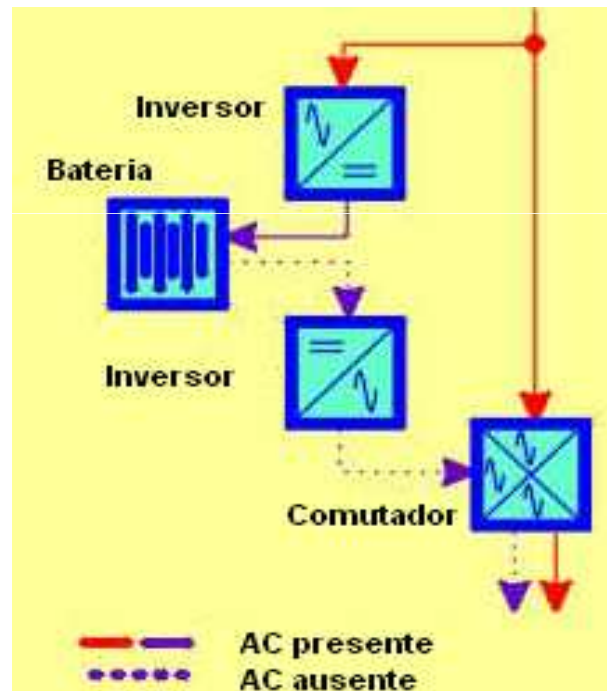 Inversor
Bateria
Inversor
Comutador
AC presente
AC ausente